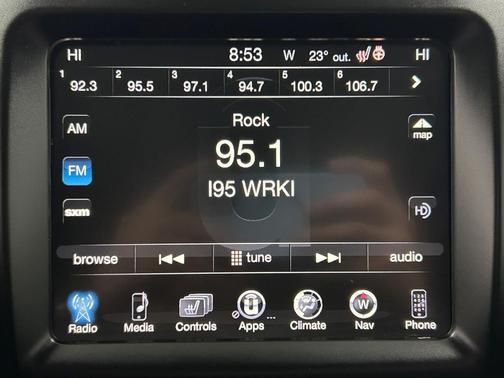 HI 8:53 W 23° out. HI
1 92.3 2 95.5 3 97.1 4 94.7 5 100.3 6 106.7
Rock
AM
map
95.1
FM
I95 WRKI
sxm
HD
browse tune audio
Radio Media Controls Apps ... Climate W Nav Phone